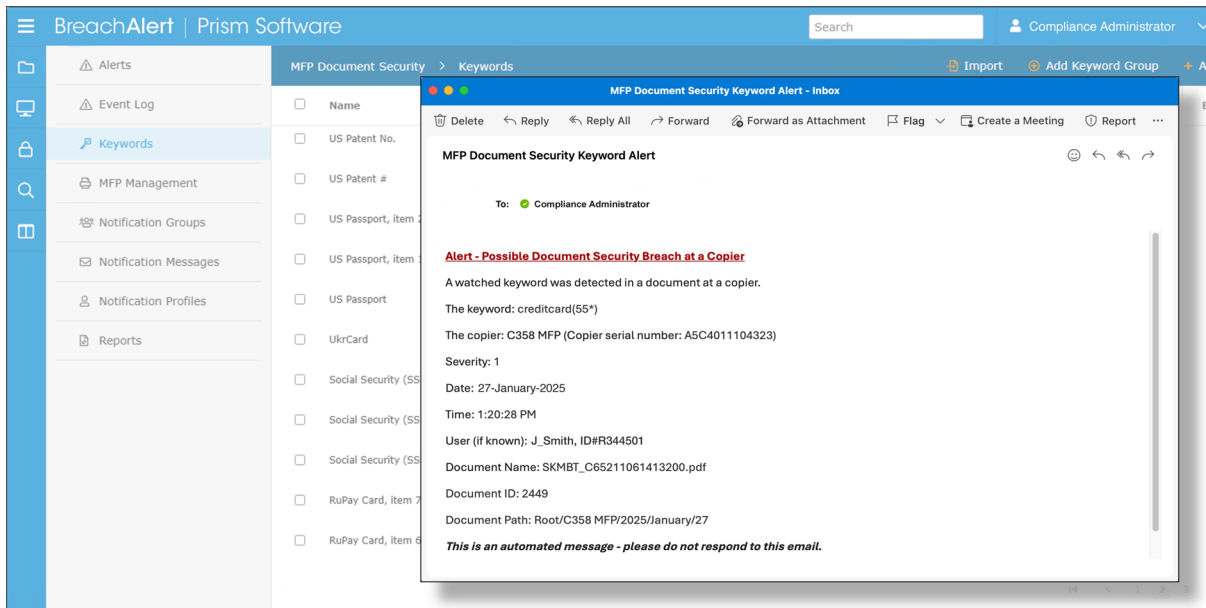 BreachAlert | Prism Software
Search
Compliance Administrator
Alerts
Event Log
Keywords
MFP Management
Notification Groups
Notification Messages
Notification Profiles
Reports
MFP Document Security > Keywords
Import
Add Keyword Group
+ A
Name
US Patent No.
US Patent #
US Passport, item
US Passport, item
US Passport
UkrCard
Social Security (SS
Social Security (SS
Social Security (SS
RuPay Card, item 7
RuPay Card, item 6
MFP Document Security Keyword Alert - Inbox
Delete
Reply
Reply All
Forward
Forward as Attachment
Flag
Create a Meeting
Report
MFP Document Security Keyword Alert
To: Compliance Administrator
Alert - Possible Document Security Breach at a Copier
A watched keyword was detected in a document at a copier.
The keyword: creditcard(55*)
The copier: C358 MFP (Copier serial number: A5C4011104323)
Severity: 1
Date: 27-January-2025
Time: 1:20:28 PM
User (if known): J_Smith, ID#R344501
Document Name: SKMBT_C65211061413200.pdf
Document ID: 2449
Document Path: Root/C358 MFP/2025/January/27
This is an automated message - please do not respond to this email.
1 2 3